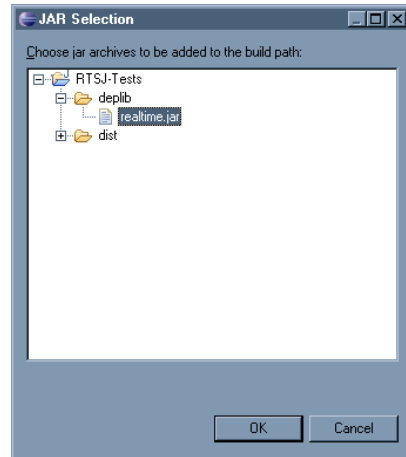 JAR Selection
Choose jar archives to be added to the build path:
RTSJ-Tests
deplib
realtime.jar
dist
OK Cancel